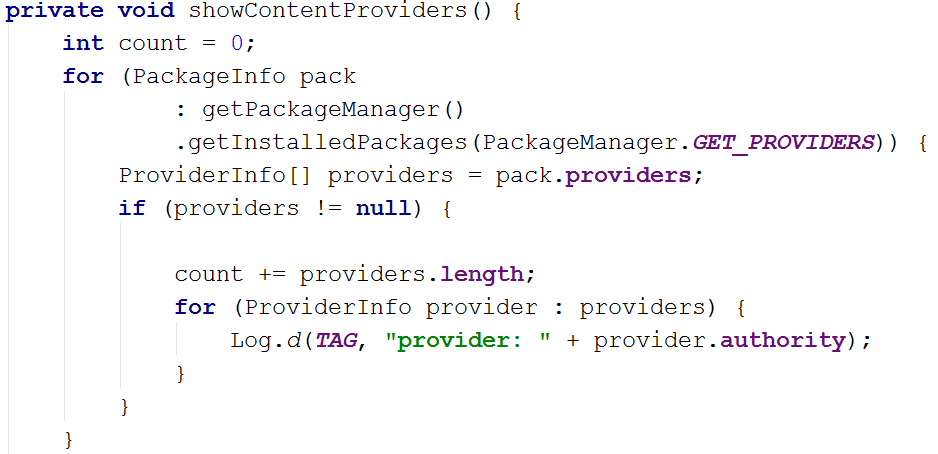 private void showContentProviders() {
    int count = 0;
    for (PackageInfo pack
            : getPackageManager()
            .getInstalledPackages(PackageManager.GET_PROVIDERS)) {
        ProviderInfo[] providers = pack.providers;
        if (providers != null) {

            count += providers.length;
            for (ProviderInfo provider : providers) {
                Log.d(TAG, "provider: " + provider.authority);
            }
        }
    }